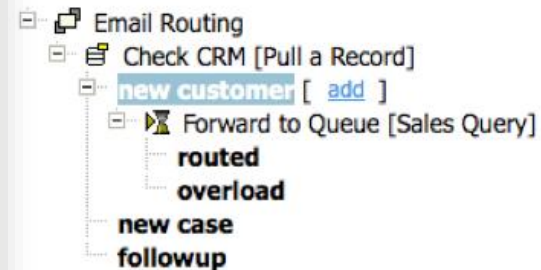 Email Routing
Check CRM [Pull a Record]
new customer [ add ]
Forward to Queue [Sales Query]
routed
overload
new case
followup